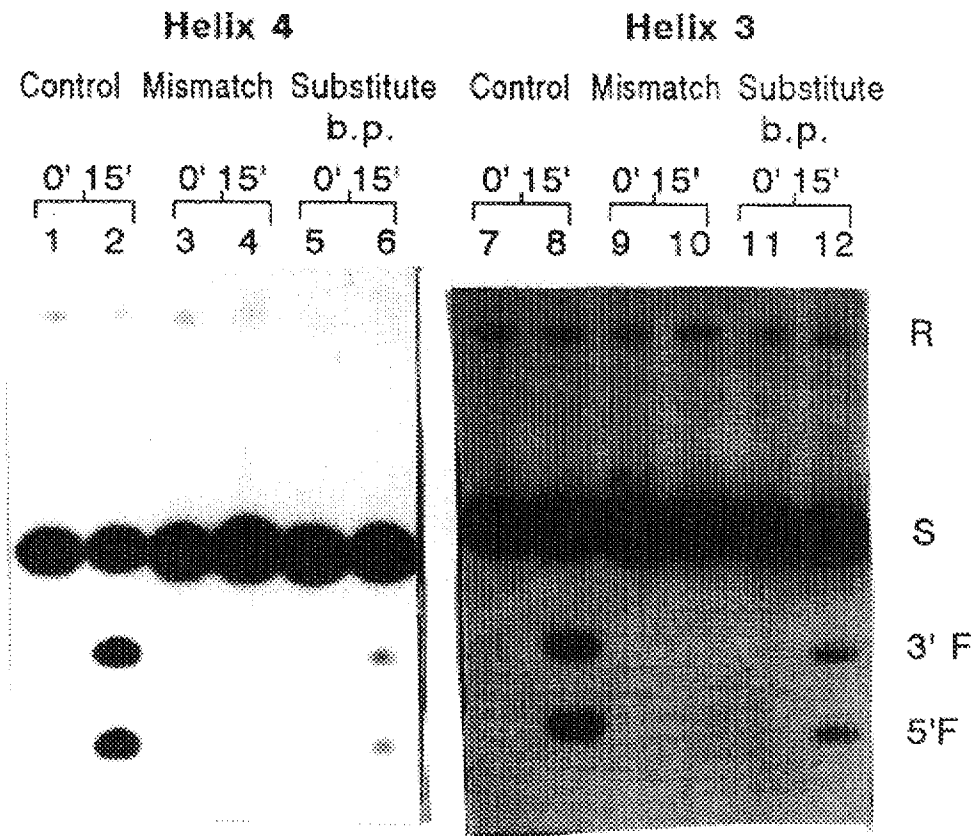 Helix 4 Helix 3
Control Mismatch Substitute b.p. Control Mismatch Substitute b.p.
0' 15' 0' 15' 0' 15' 0' 15' 0' 15' 0' 15'
1 2 3 4 5 6 7 8 9 10 11 12
R
S
3' F
5'F